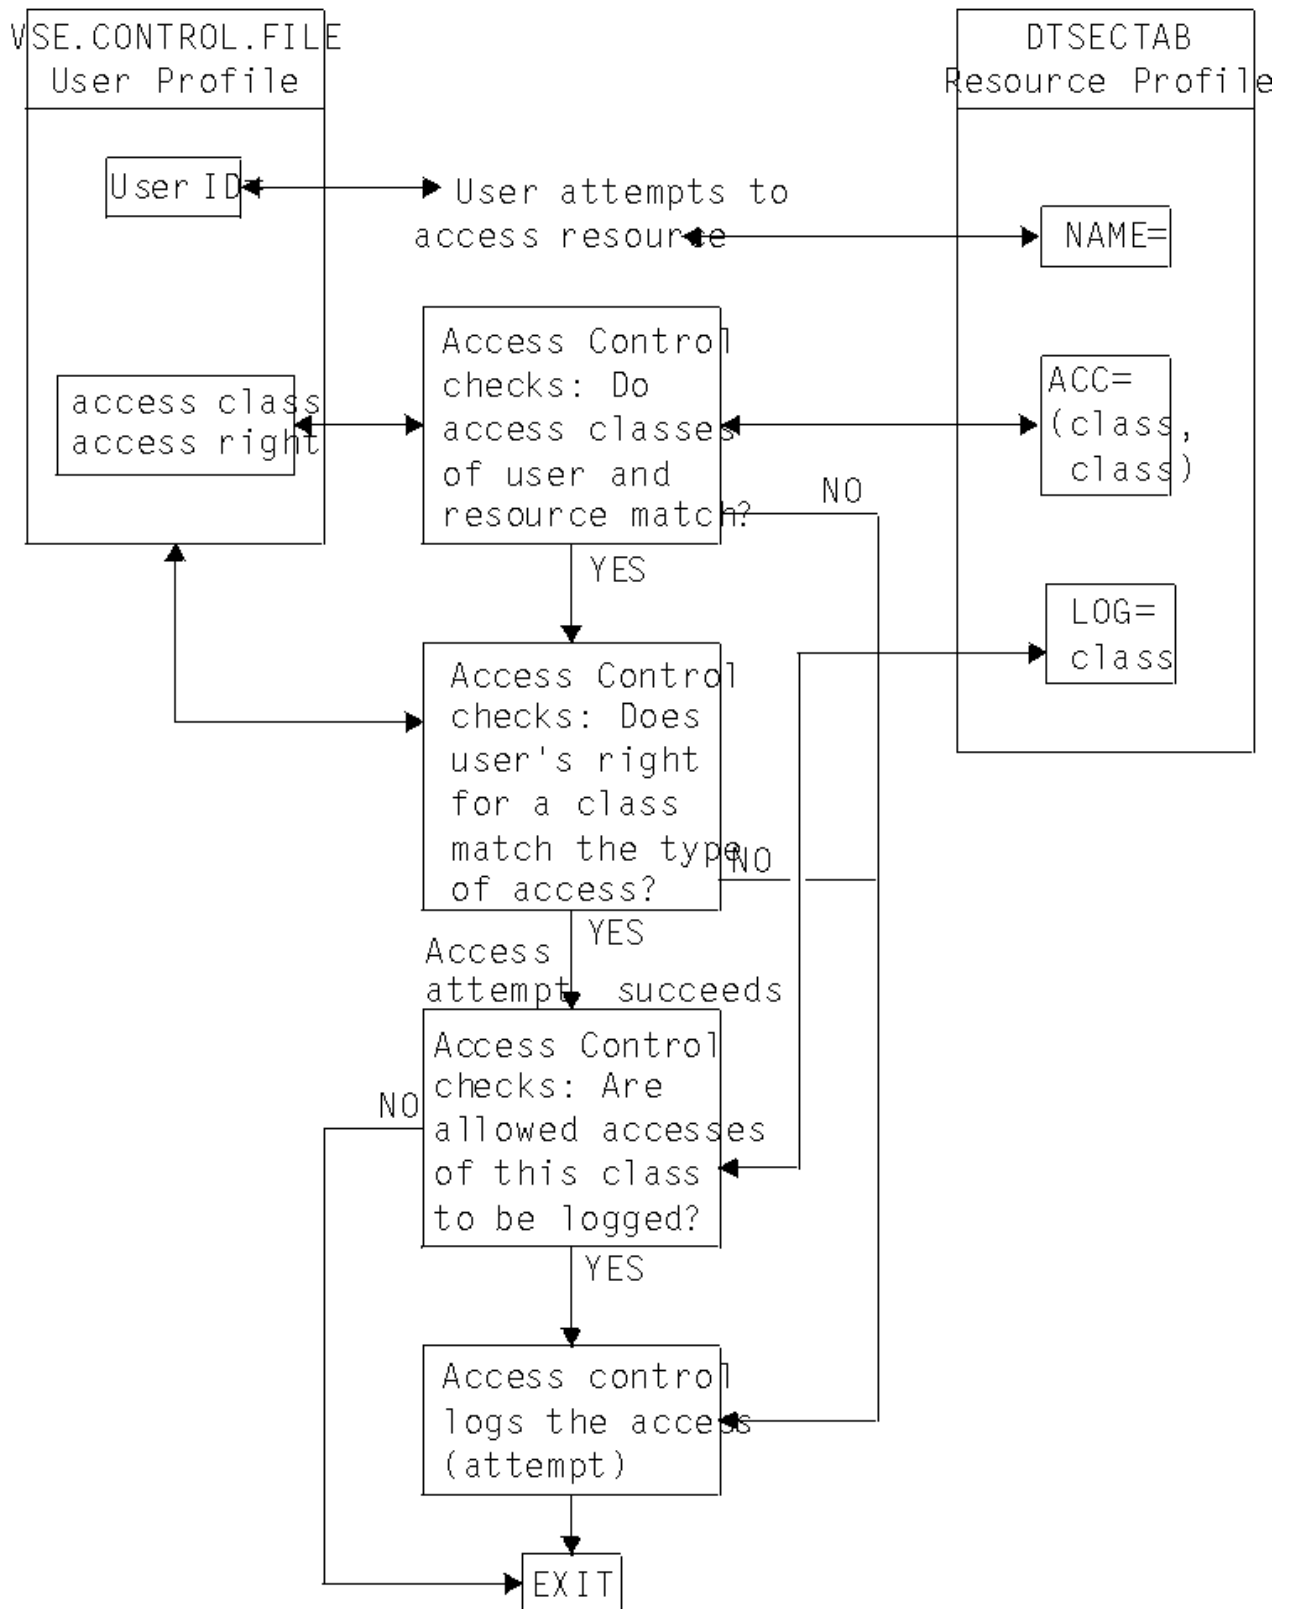 VSE.CONTROL.FILE
User Profile
DTSECTAB
Resource Profile
User ID=
User attempts to
access resource
NAME=
Access Control
checks: Do
access classes
of user and
resource match?
access class
access right
ACC=
(class,
class)
NO
YES
LOG=
class
Access Control
checks: Does
user's right
for a class
match the type
of access?
NO
YES
Access
attempt succeeds
Access Control
checks: Are
allowed accesses
of this class
to be logged?
NO
YES
Access control
logs the access
(attempt)
EXIT